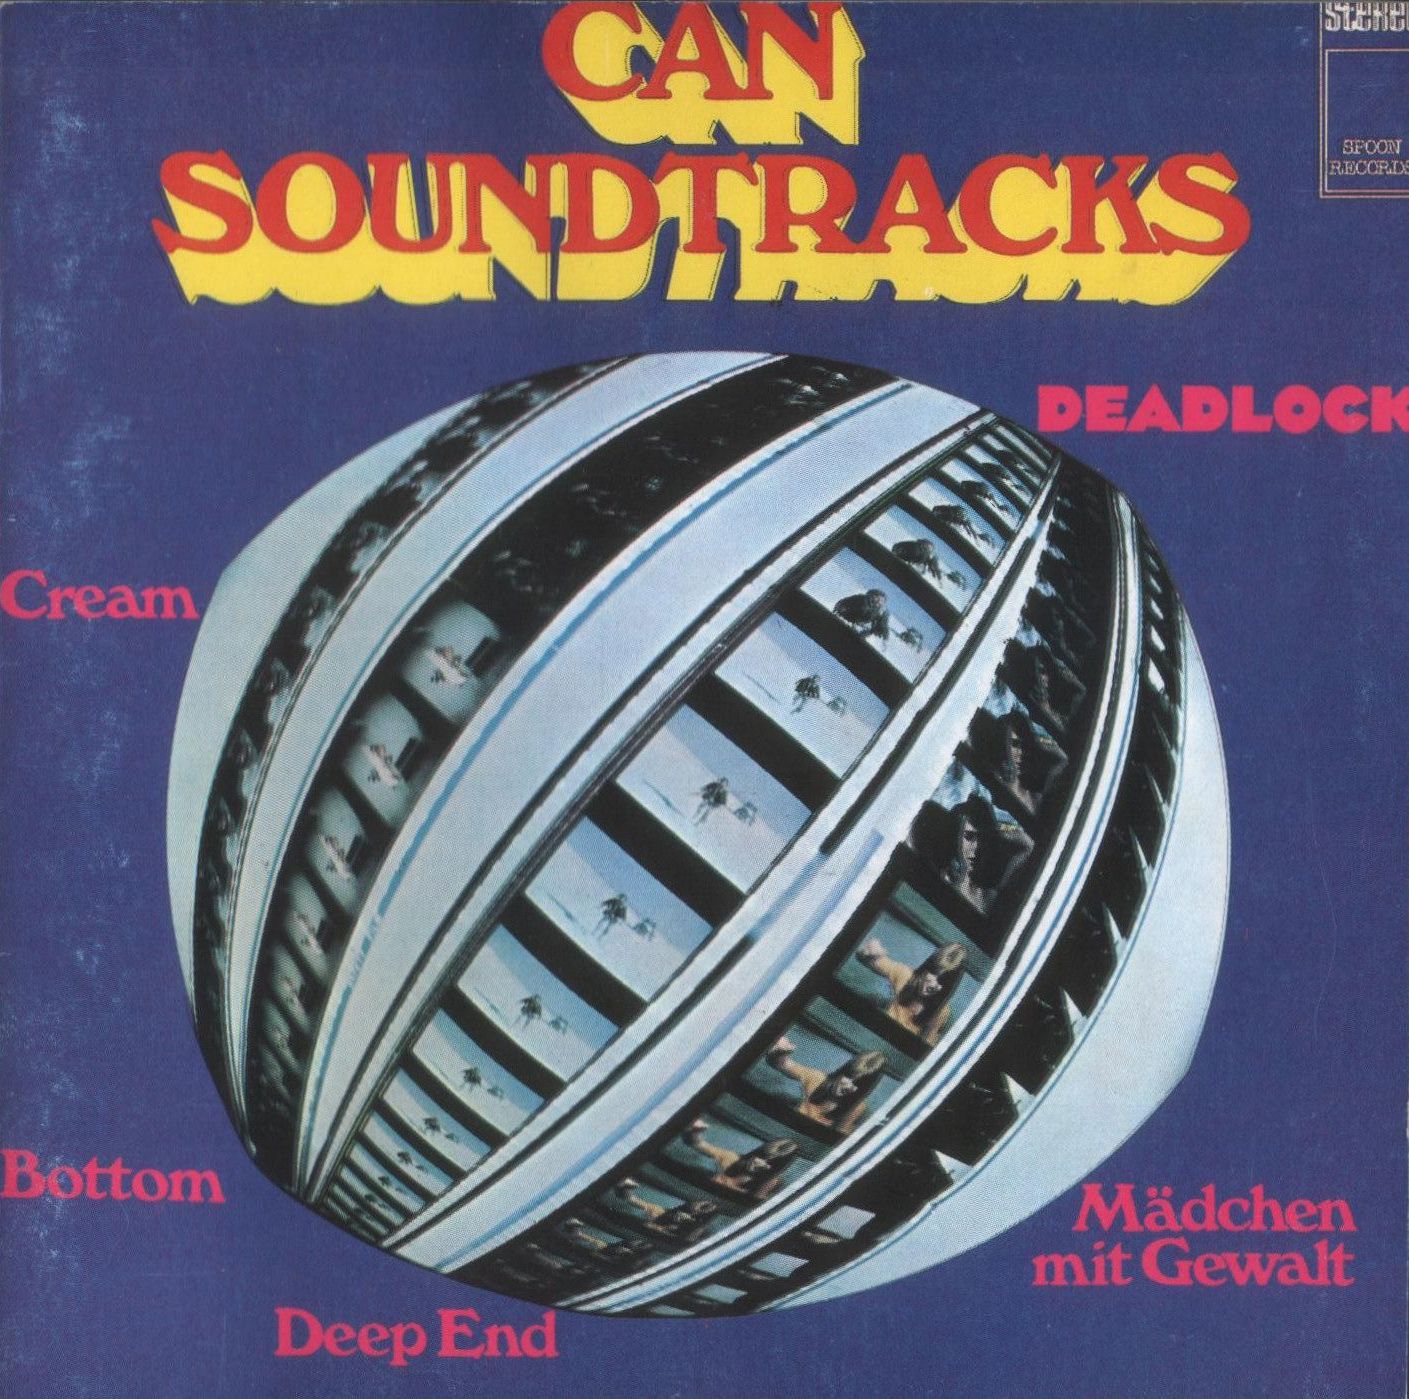 CAN
SOUNDTRACKS
stereo
SPOON
RECORDS
DEADLOCK
Cream
Bottom
Mädchen
mit Gewalt
Deep End